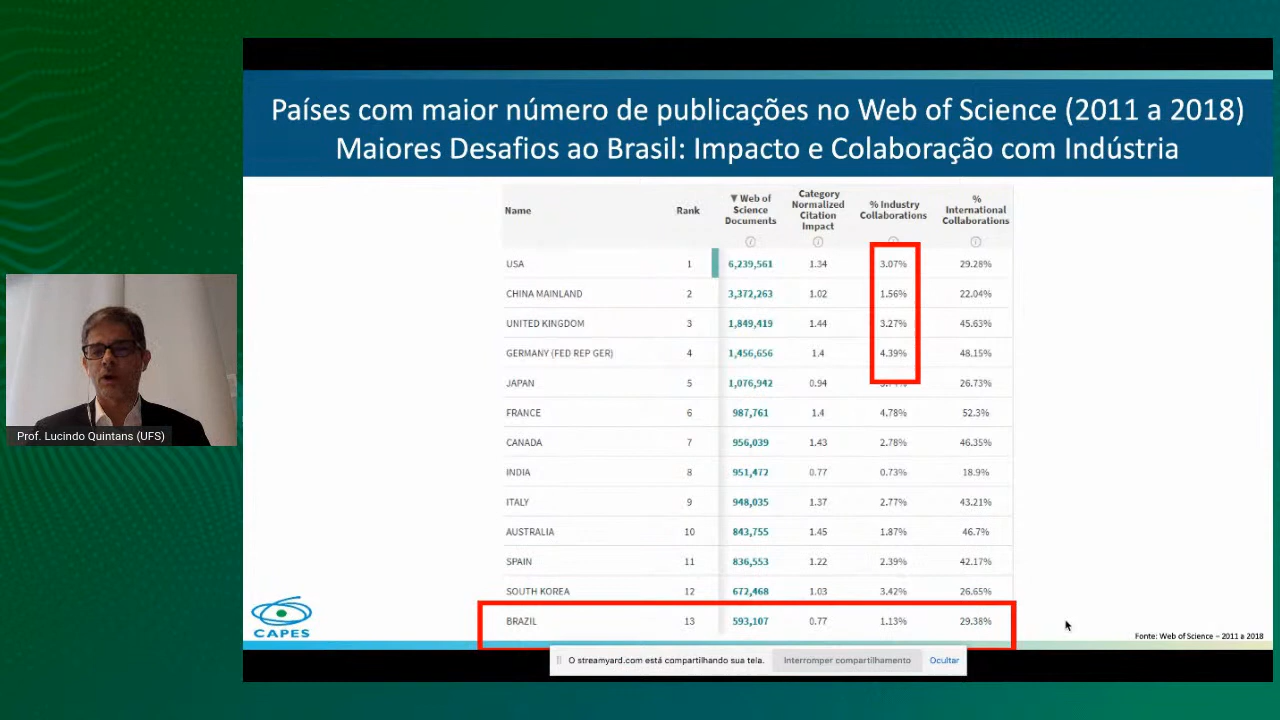 Países com maior número de publicações no Web of Science (2011 a 2018)
Maiores Desafios ao Brasil: Impacto e Colaboração com Indústria
Name Rank ▼ Web of Science Documents Category Normalized Citation Impact % Industry Collaborations % International Collaborations
USA 1 6,239,561 1.34 3.07% 29.28%
CHINA MAINLAND 2 3,372,263 1.02 1.56% 22.04%
UNITED KINGDOM 3 1,849,419 1.44 3.27% 45.63%
GERMANY (FED REP GER) 4 1,456,656 1.4 4.39% 48.15%
JAPAN 5 1,076,942 0.94 26.73%
FRANCE 6 987,761 1.4 4.78% 52.3%
CANADA 7 956,039 1.43 2.78% 46.35%
INDIA 8 951,472 0.77 0.73% 18.9%
ITALY 9 948,035 1.37 2.77% 43.21%
AUSTRALIA 10 843,755 1.45 1.87% 46.7%
SPAIN 11 836,553 1.22 2.39% 42.17%
SOUTH KOREA 12 672,468 1.03 3.42% 26.65%
BRAZIL 13 593,107 0.77 1.13% 29.38%
CAPES
Fonte: Web of Science – 2011 a 2018
O streamyard.com está compartilhando sua tela. Interromper compartilhamento Ocultar
Prof. Lucindo Quintans (UFS)